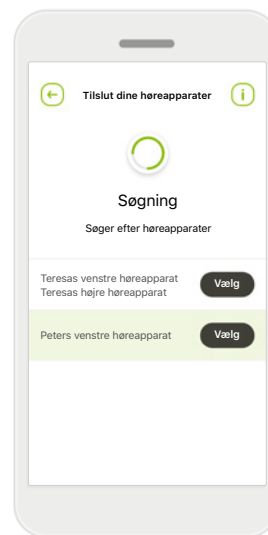 Tilslut dine høreapparater
Søgning
Søger efter høreapparater
Teresas venstre høreapparat
Teresas højre høreapparat
Vælg
Peters venstre høreapparat
Vælg